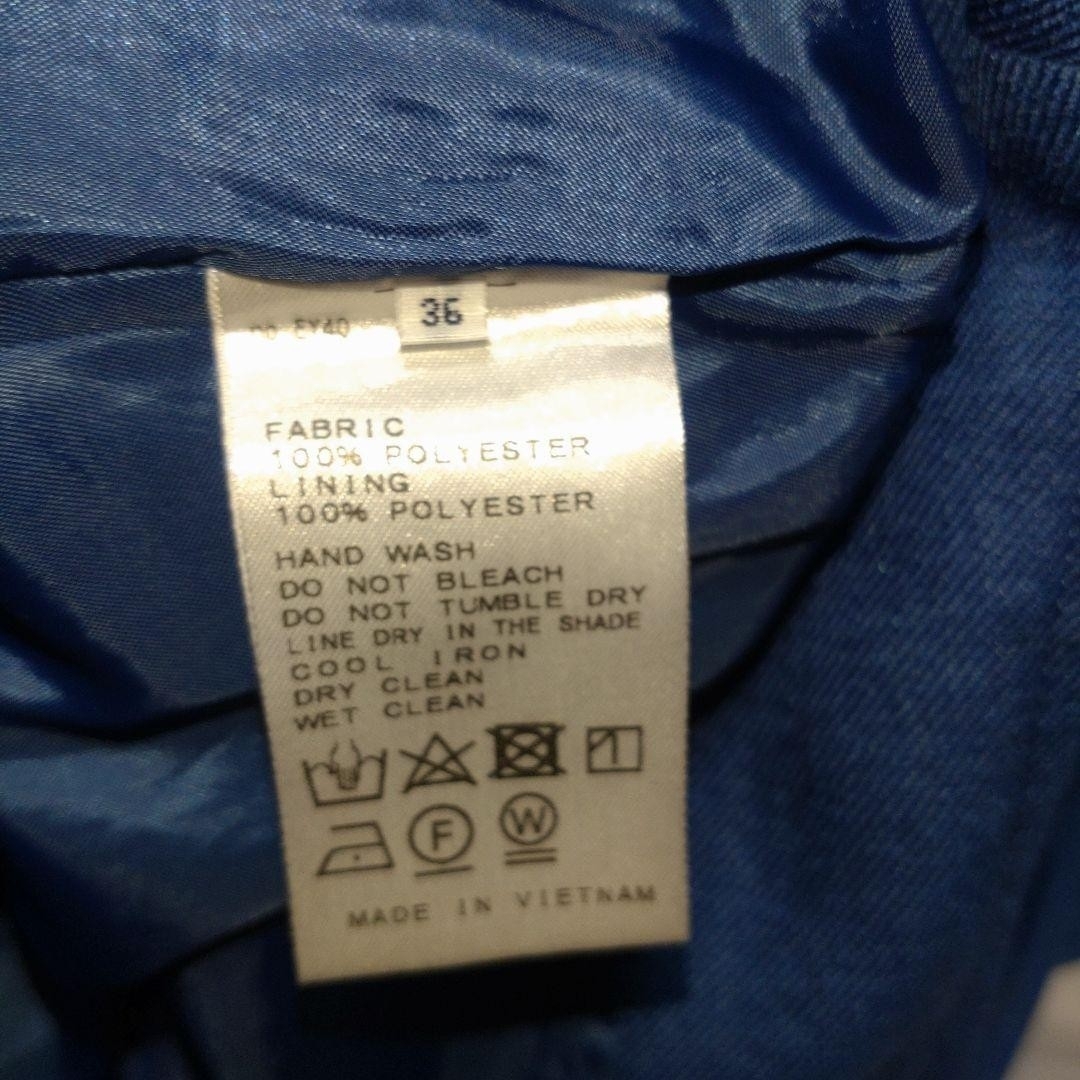 36
EY40
FABRIC
100% POLYESTER
LINING
100% POLYESTER
HAND WASH
DO NOT BLEACH
DO NOT TUMBLE DRY
LINE DRY IN THE SHADE
COOL IRON
DRY CLEAN
WET CLEAN
F W
MADE IN VIETNAM